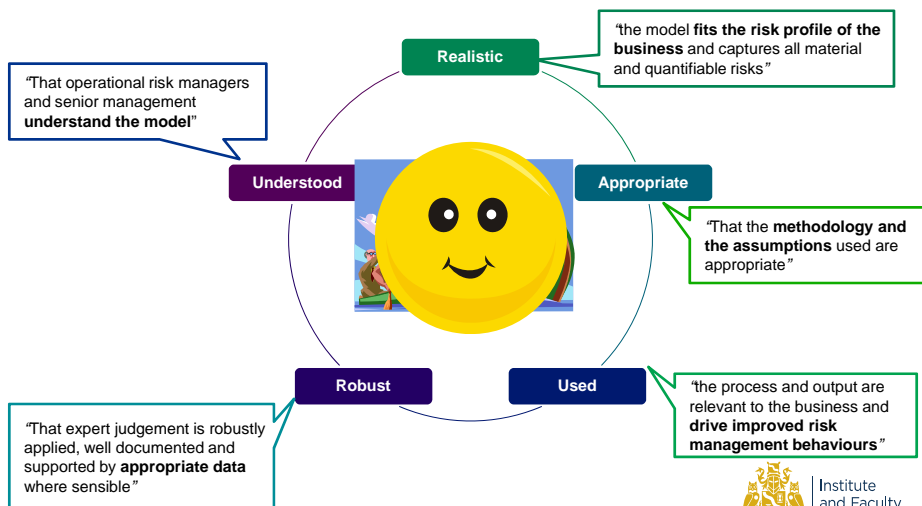 Realistic
"the model fits the risk profile of the
business and captures all material
and quantifiable risks"
"That operational risk managers
and senior management
understand the model"
Understood
Appropriate
"That the methodology and
the assumptions used are
appropriate"
Robust
Used
"the process and output are
relevant to the business and
drive improved risk
management behaviours"
"That expert judgement is robustly
applied, well documented and
supported by appropriate data
where sensible"
Institute
and Faculty